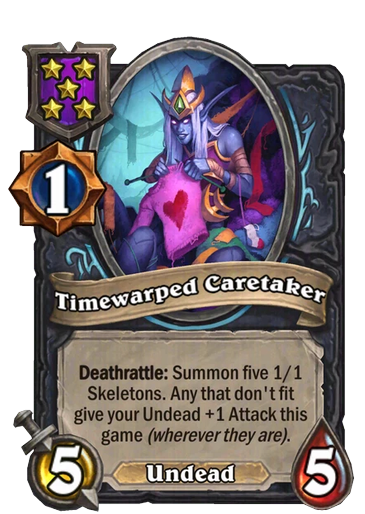 1
Timewarped Caretaker
Deathrattle: Summon five 1/1
Skeletons. Any that don't fit
give your Undead +1 Attack this
game (wherever they are).
5
Undead
5